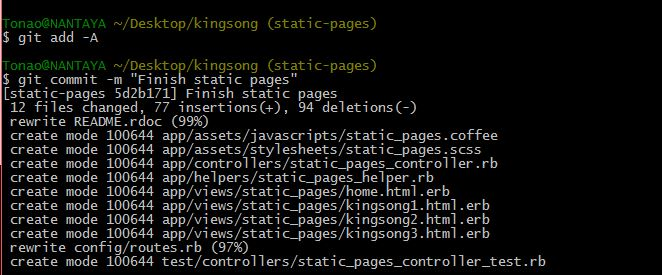 Tonao@NANTAYA ~/Desktop/kingsong (static-pages)
$ git add -A
Tonao@NANTAYA ~/Desktop/kingsong (static-pages)
$ git commit -m "Finish static pages"
[static-pages 5d2b171] Finish static pages
 12 files changed, 77 insertions(+), 94 deletions(-)
 rewrite README.rdoc (99%)
 create mode 100644 app/assets/javascripts/static_pages.coffee
 create mode 100644 app/assets/stylesheets/static_pages.scss
 create mode 100644 app/controllers/static_pages_controller.rb
 create mode 100644 app/helpers/static_pages_helper.rb
 create mode 100644 app/views/static_pages/home.html.erb
 create mode 100644 app/views/static_pages/kingsong1.html.erb
 create mode 100644 app/views/static_pages/kingsong2.html.erb
 create mode 100644 app/views/static_pages/kingsong3.html.erb
 rewrite config/routes.rb (97%)
 create mode 100644 test/controllers/static_pages_controller_test.rb